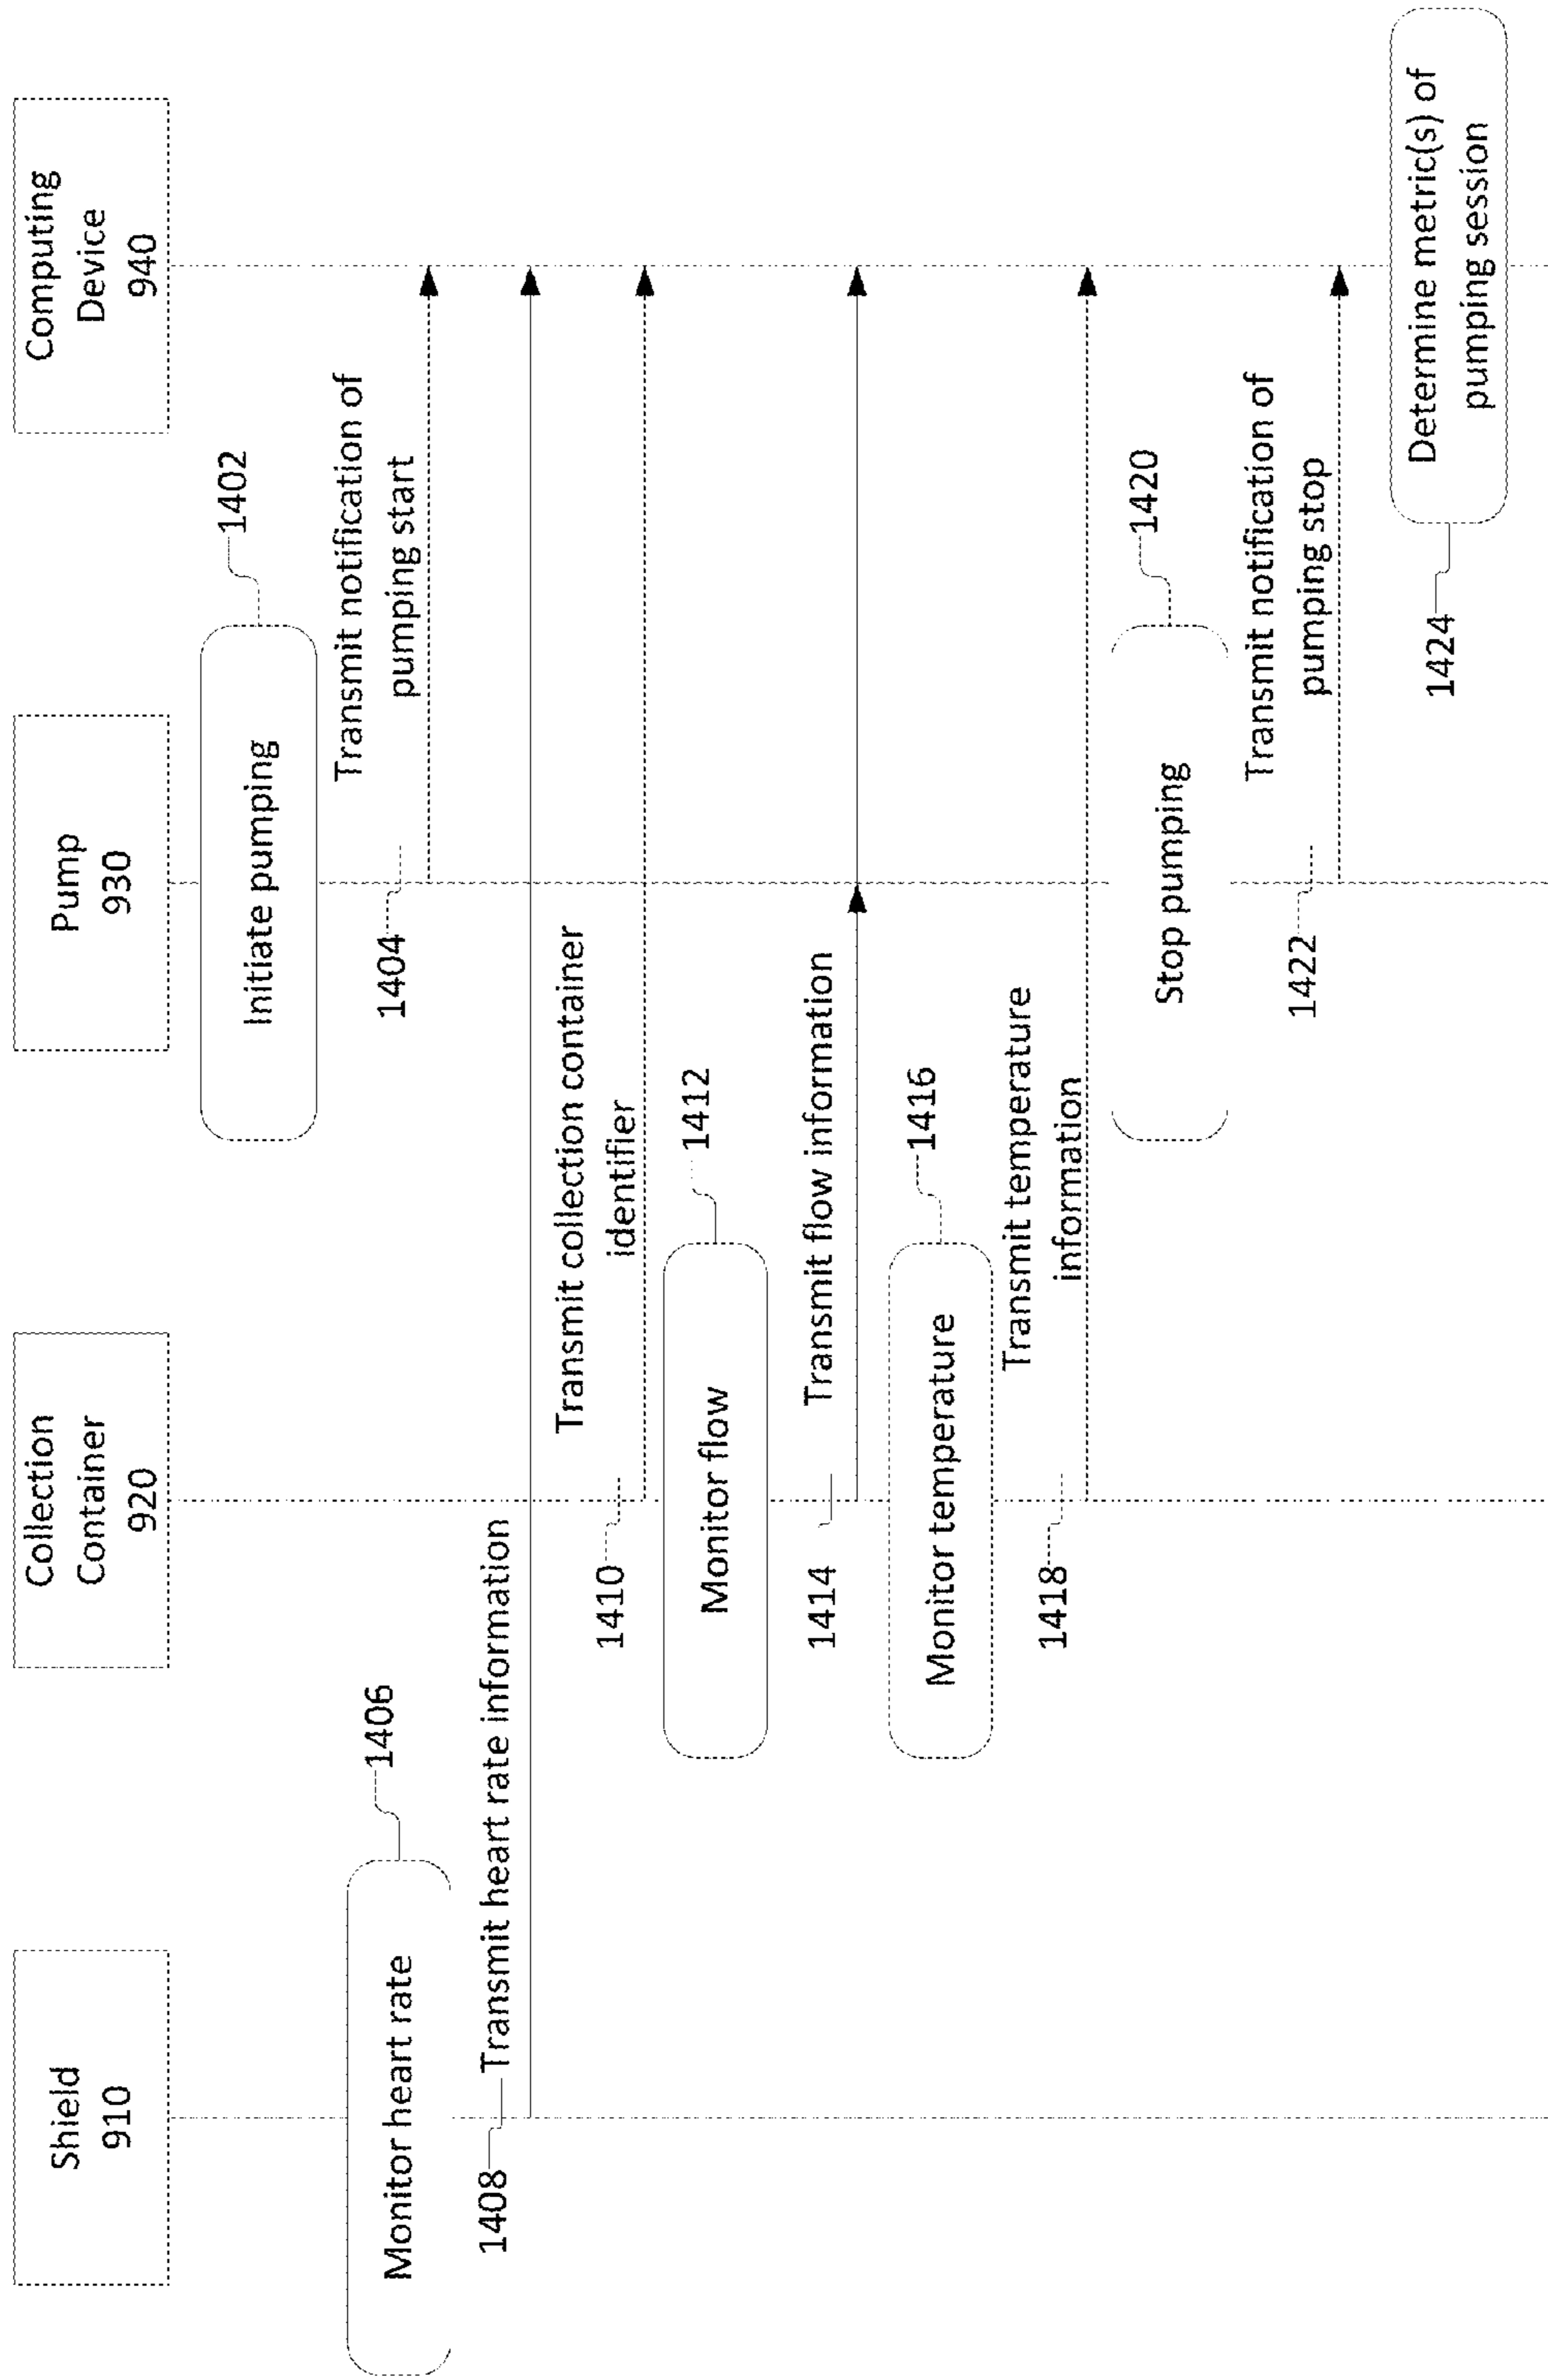 Shield
910
Collection
Container
920
Pump
930
Computing
Device
940
Initiate pumping
1402
Transmit notification of
pumping start
1404
Monitor heart rate
1406
1408
Transmit heart rate information
Transmit collection container
identifier
1410
Monitor flow
1412
1414
Transmit flow information
Monitor temperature
1416
Transmit temperature
information
1418
Stop pumping
1420
Transmit notification of
pumping stop
1422
Determine metric(s) of
pumping session
1424